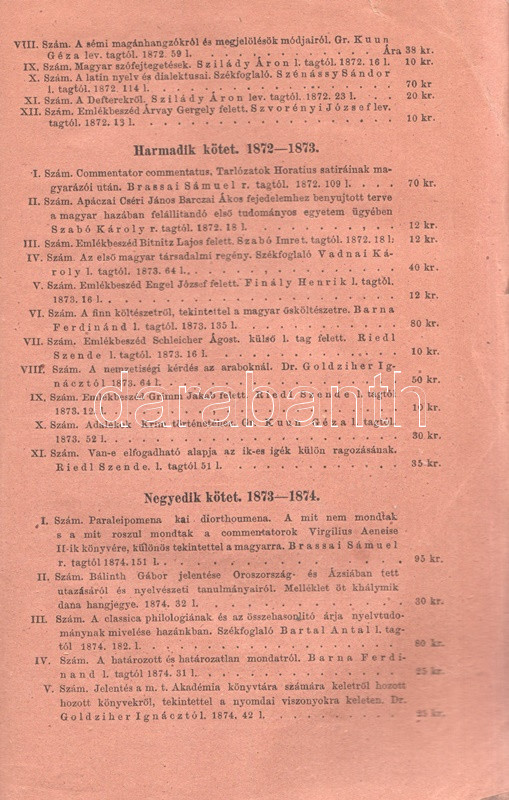 VIII. Szám. A sémi magánhangzókról és megjelölések módjairól. Gr. Kuun
Géza lev. tagtól. 1872. 59 l. . . . . . . . . . . . . . . . . Ára 38 kr.
IX. Szám. Magyar szófejtegetések. Szilády Áron l. tagtól. 1872. 16 l. 10 kr.
X. Szám. A latin nyelv és dialektusai. Székfoglaló. Szénássy Sándor
l. tagtól. 1872. 114 l. . . . . . . . . . . . . . . . . 70 kr
XI. Szám. A Defterekről. Szilády Áron lev. tagtól. 1872. 23 l. . . . 20 kr.
XII. Szám. Emlékbeszéd Árvay Gergely felett. Szvorényi József lev.
tagtól. 1872. 13 l. . . . . . . . . . . . . . . . . . 10 kr.
Harmadik kötet. 1872—1873.
I. Szám. Commentator commentatus. Tarlózatok Horatius satiráinak ma-
gyarázói után. Brassai Sámuel r. tagtól. 1872. 109 l. . . . . 70 kr.
II. Szám. Apáczai Cséri János Barczai Ákos fejedelemhez benyujtott terve
a magyar hazában felállitandó első tudományos egyetem ügyében
Szabó Károly r. tagtól. 1872. 18 l. . . . . . . . . . . . 12 kr.
III. Szám. Emlékbeszéd Bitnitz Lajos felett. Szabó Imre t. tagtól. 1872. 18 l. 12 kr.
IV. Szám. Az első magyar társadalmi regény. Székfoglaló Vadnai Ká-
roly l. tagtól. 1873. 64 l. . . . . . . . . . . . . . . 40 kr.
V. Szám. Emlékbeszéd Engel József felett. Finály Henrik l. tagtól.
1873. 16 l. . . . . . . . . . . . . . . . . . . . 12 kr.
VI. Szám. A finn költészetről, tekintettel a magyar ősköltészetre. Barna
Ferdinánd l. tagtól. 1873. 135 l. . . . . . . . . . . . . 80 kr.
VII. Szám. Emlékbeszéd Schleicher Ágost. külső l. tag felett. Riedl
Szende l. tagtól. 1873. 16 l. . . . . . . . . . . . . . 10 kr.
VIII. Szám. A nemzetiségi kérdés az araboknál. Dr. Goldziher Ig-
nácztól 1873. 64 l. . . . . . . . . . . . . . . . . 50 kr.
IX. Szám. Emlékbeszéd Grimm Jakab felett. Riedl Szende l. tagtól
1873. 12 l. . . . . . . . . . . . . . . . . . . . 10 kr.
X. Szám. Adalékok Krim történetéhez. Gr. Kuun Géza l. tagtól.
1873. 52 l. . . . . . . . . . . . . . . . . . . . 30 kr.
XI. Szám. Van-e elfogadható alapja az ik-es igék külön ragozásának.
Riedl Szende l. tagtól 51 l. . . . . . . . . . . . . . 35 kr.
darabanth
Negyedik kötet. 1873—1874.
I. Szám. Paraleipomena kai diorthoumena. A mit nem mondtak
s a mit roszul mondtak a commentatorok Virgilius Aeneise
II-ik könyvére, különös tekintettel a magyarra. Brassai Sámuel
r. tagtól 1874. 151 l. . . . . . . . . . . . . . . . . 95 kr.
II. Szám. Bálinth Gábor jelentése Oroszország- és Ázsiában tett
utazásáról és nyelvészeti tanulmányairól. Melléklet öt khálymik
dana hangjegye. 1874. 32 l. . . . . . . . . . . . . . 30 kr.
III. Szám. A classica philologiának és az összehasonlitó árja nyelvtudo-
mánynak mivelése hazánkban. Székfoglaló Bartal Antal l. tag-
tól 1874. 182. l. . . . . . . . . . . . . . . . . . 80 kr.
IV. Szám. A határozott és határozatlan mondatról. Barna Ferdi-
nand l. tagtól 1874. 31 l. . . . . . . . . . . . . . . 25 kr.
V. Szám. Jelentés a m. t. Akadémia könyvtára számára keletről hozott
hozott könyvekről, tekintettel a nyomdai viszonyokra keleten. Dr.
Goldziher Ignácztól. 1874. 42 l. . . . . . . . . . . . . 25 kr.